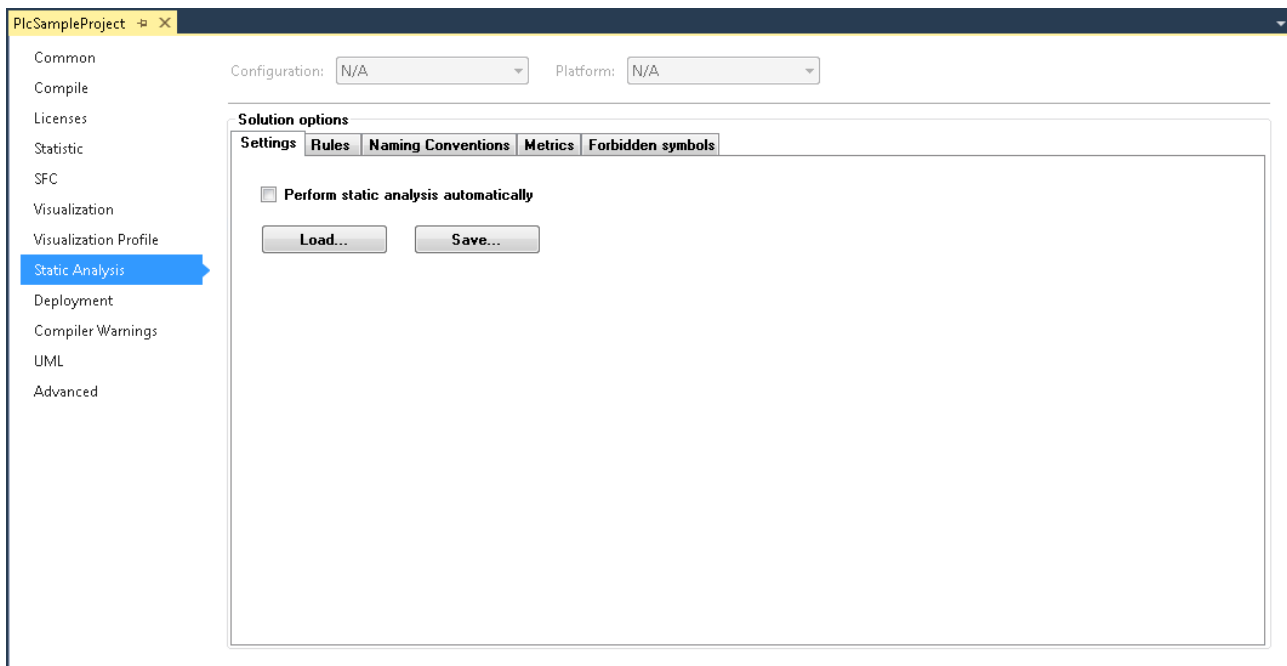 PlcSampleProject
Common
Compile
Licenses
Statistic
SFC
Visualization
Visualization Profile
Static Analysis
Deployment
Compiler Warnings
UML
Advanced
Configuration: N/A Platform: N/A
Solution options
Settings Rules Naming Conventions Metrics Forbidden symbols
Perform static analysis automatically
Load... Save...